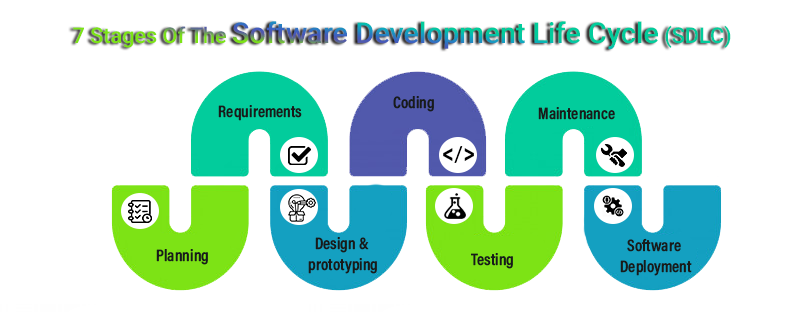 7 Stages Of The Software Development Life Cycle (SDLC)
Requirements
Coding
Maintenance
</>
Planning
Design &
prototyping
Testing
Software
Deployment